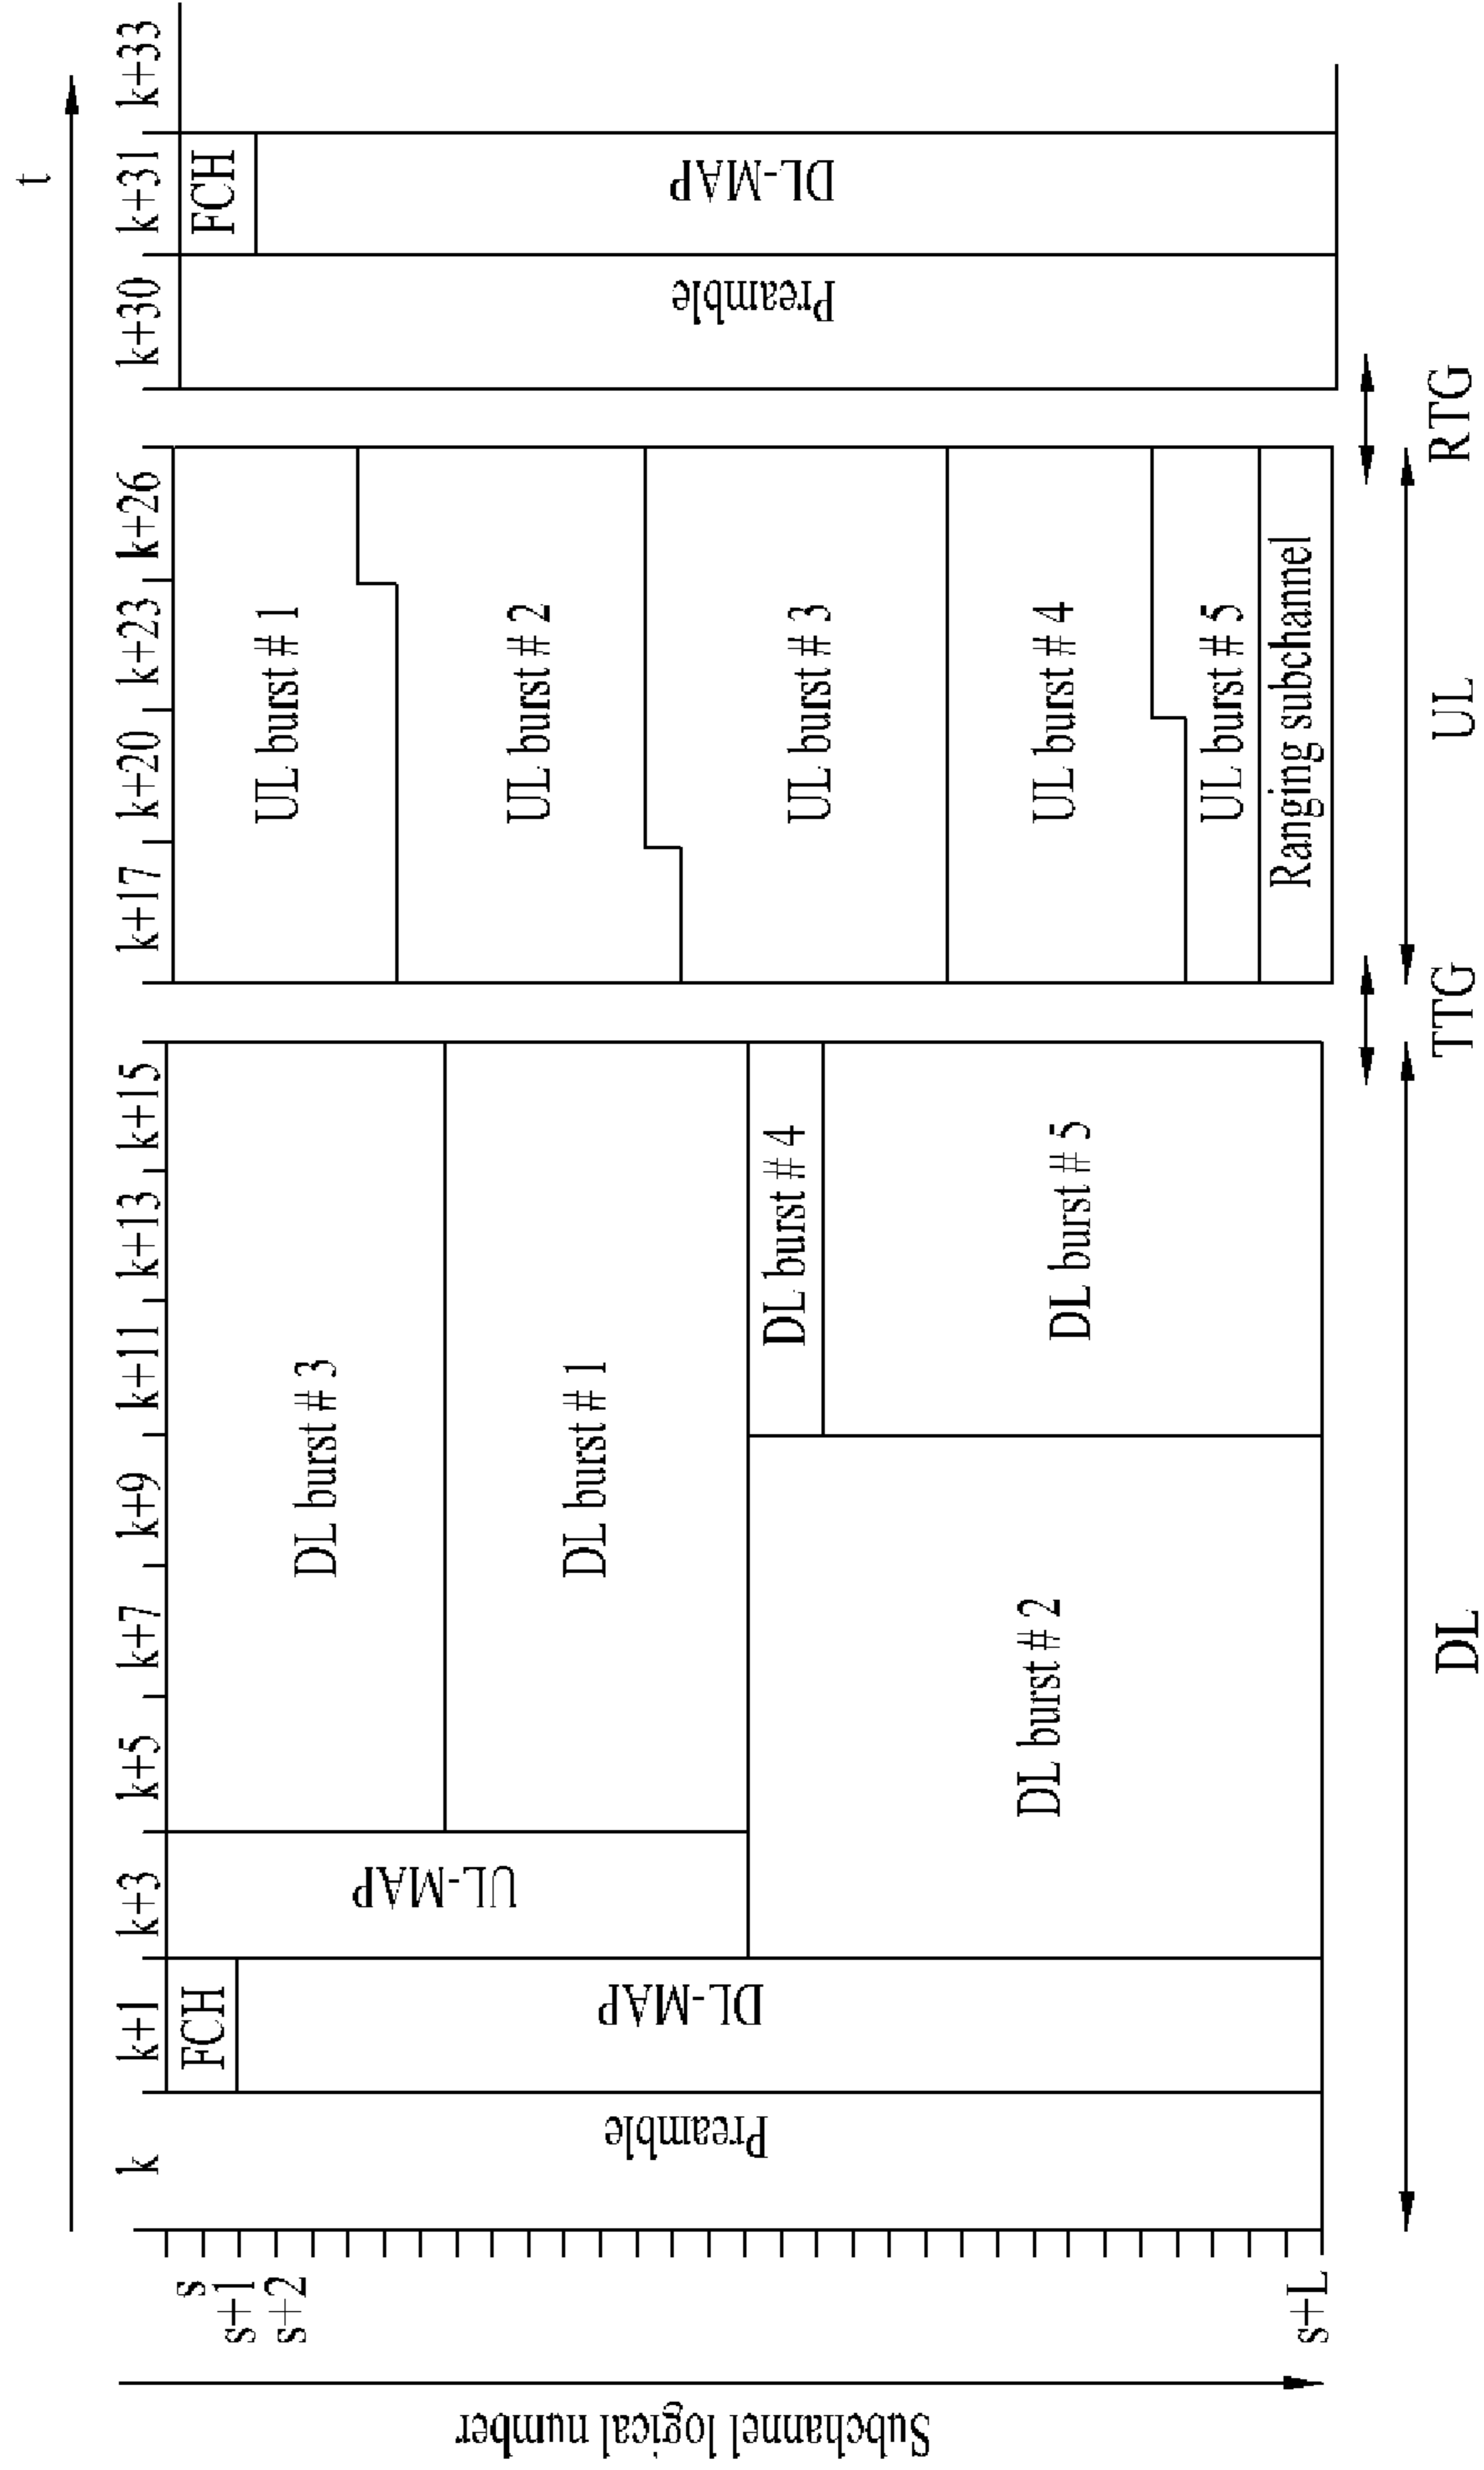 t
k
k+1
k+3
k+5
k+7
k+9
k+11
k+13
k+15
k+17
k+20
k+23
k+26
k+30
k+31
k+33
Subchannel logical number
s
s+1
s+2
s+L
Preamble
FCH
DL-MAP
UL-MAP
DL burst # 3
DL burst # 1
DL burst # 2
DL burst # 4
DL burst # 5
UL burst # 1
UL burst # 2
UL burst # 3
UL burst # 4
UL burst # 5
Ranging subchannel
Preamble
FCH
DL-MAP
DL
TTG
UL
RTG